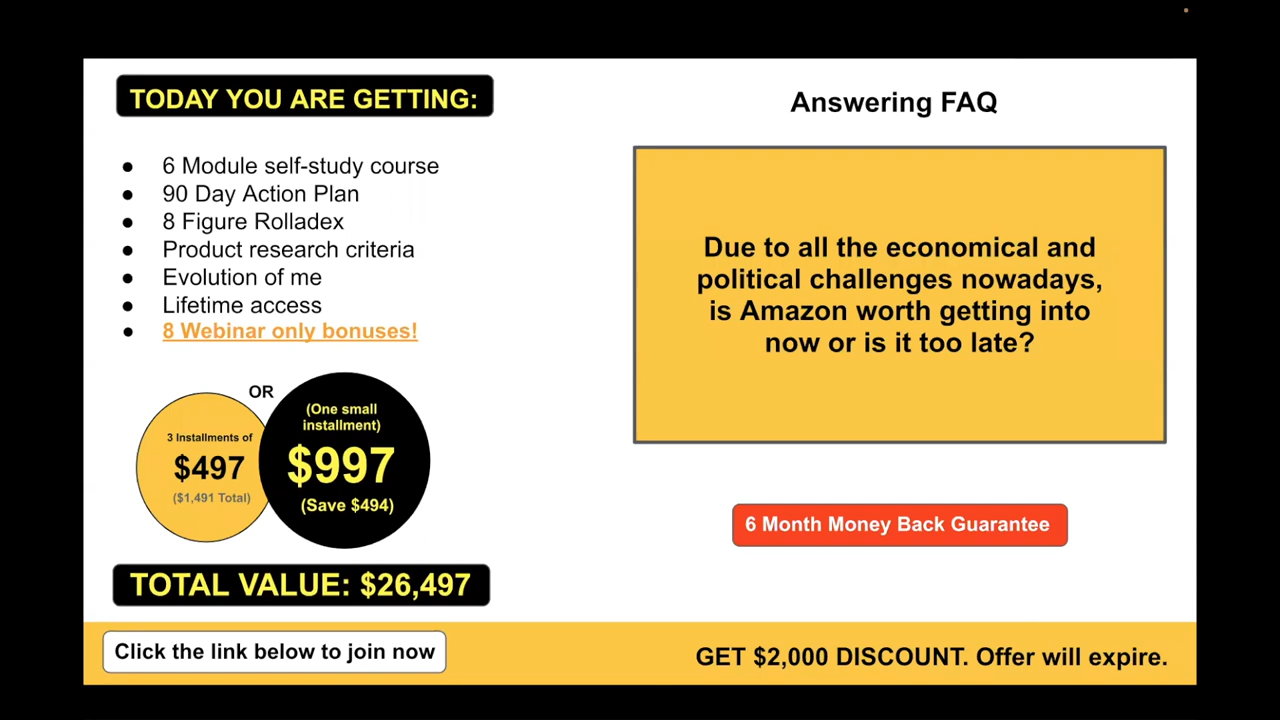 TODAY YOU ARE GETTING:
● 6 Module self-study course
● 90 Day Action Plan
● 8 Figure Rolladex
● Product research criteria
● Evolution of me
● Lifetime access
● 8 Webinar only bonuses!
OR
3 Installments of
$497
($1,491 Total)
(One small
installment)
$997
(Save $494)
TOTAL VALUE: $26,497
Click the link below to join now
Answering FAQ
Due to all the economical and
political challenges nowadays,
is Amazon worth getting into
now or is it too late?
6 Month Money Back Guarantee
GET $2,000 DISCOUNT. Offer will expire.